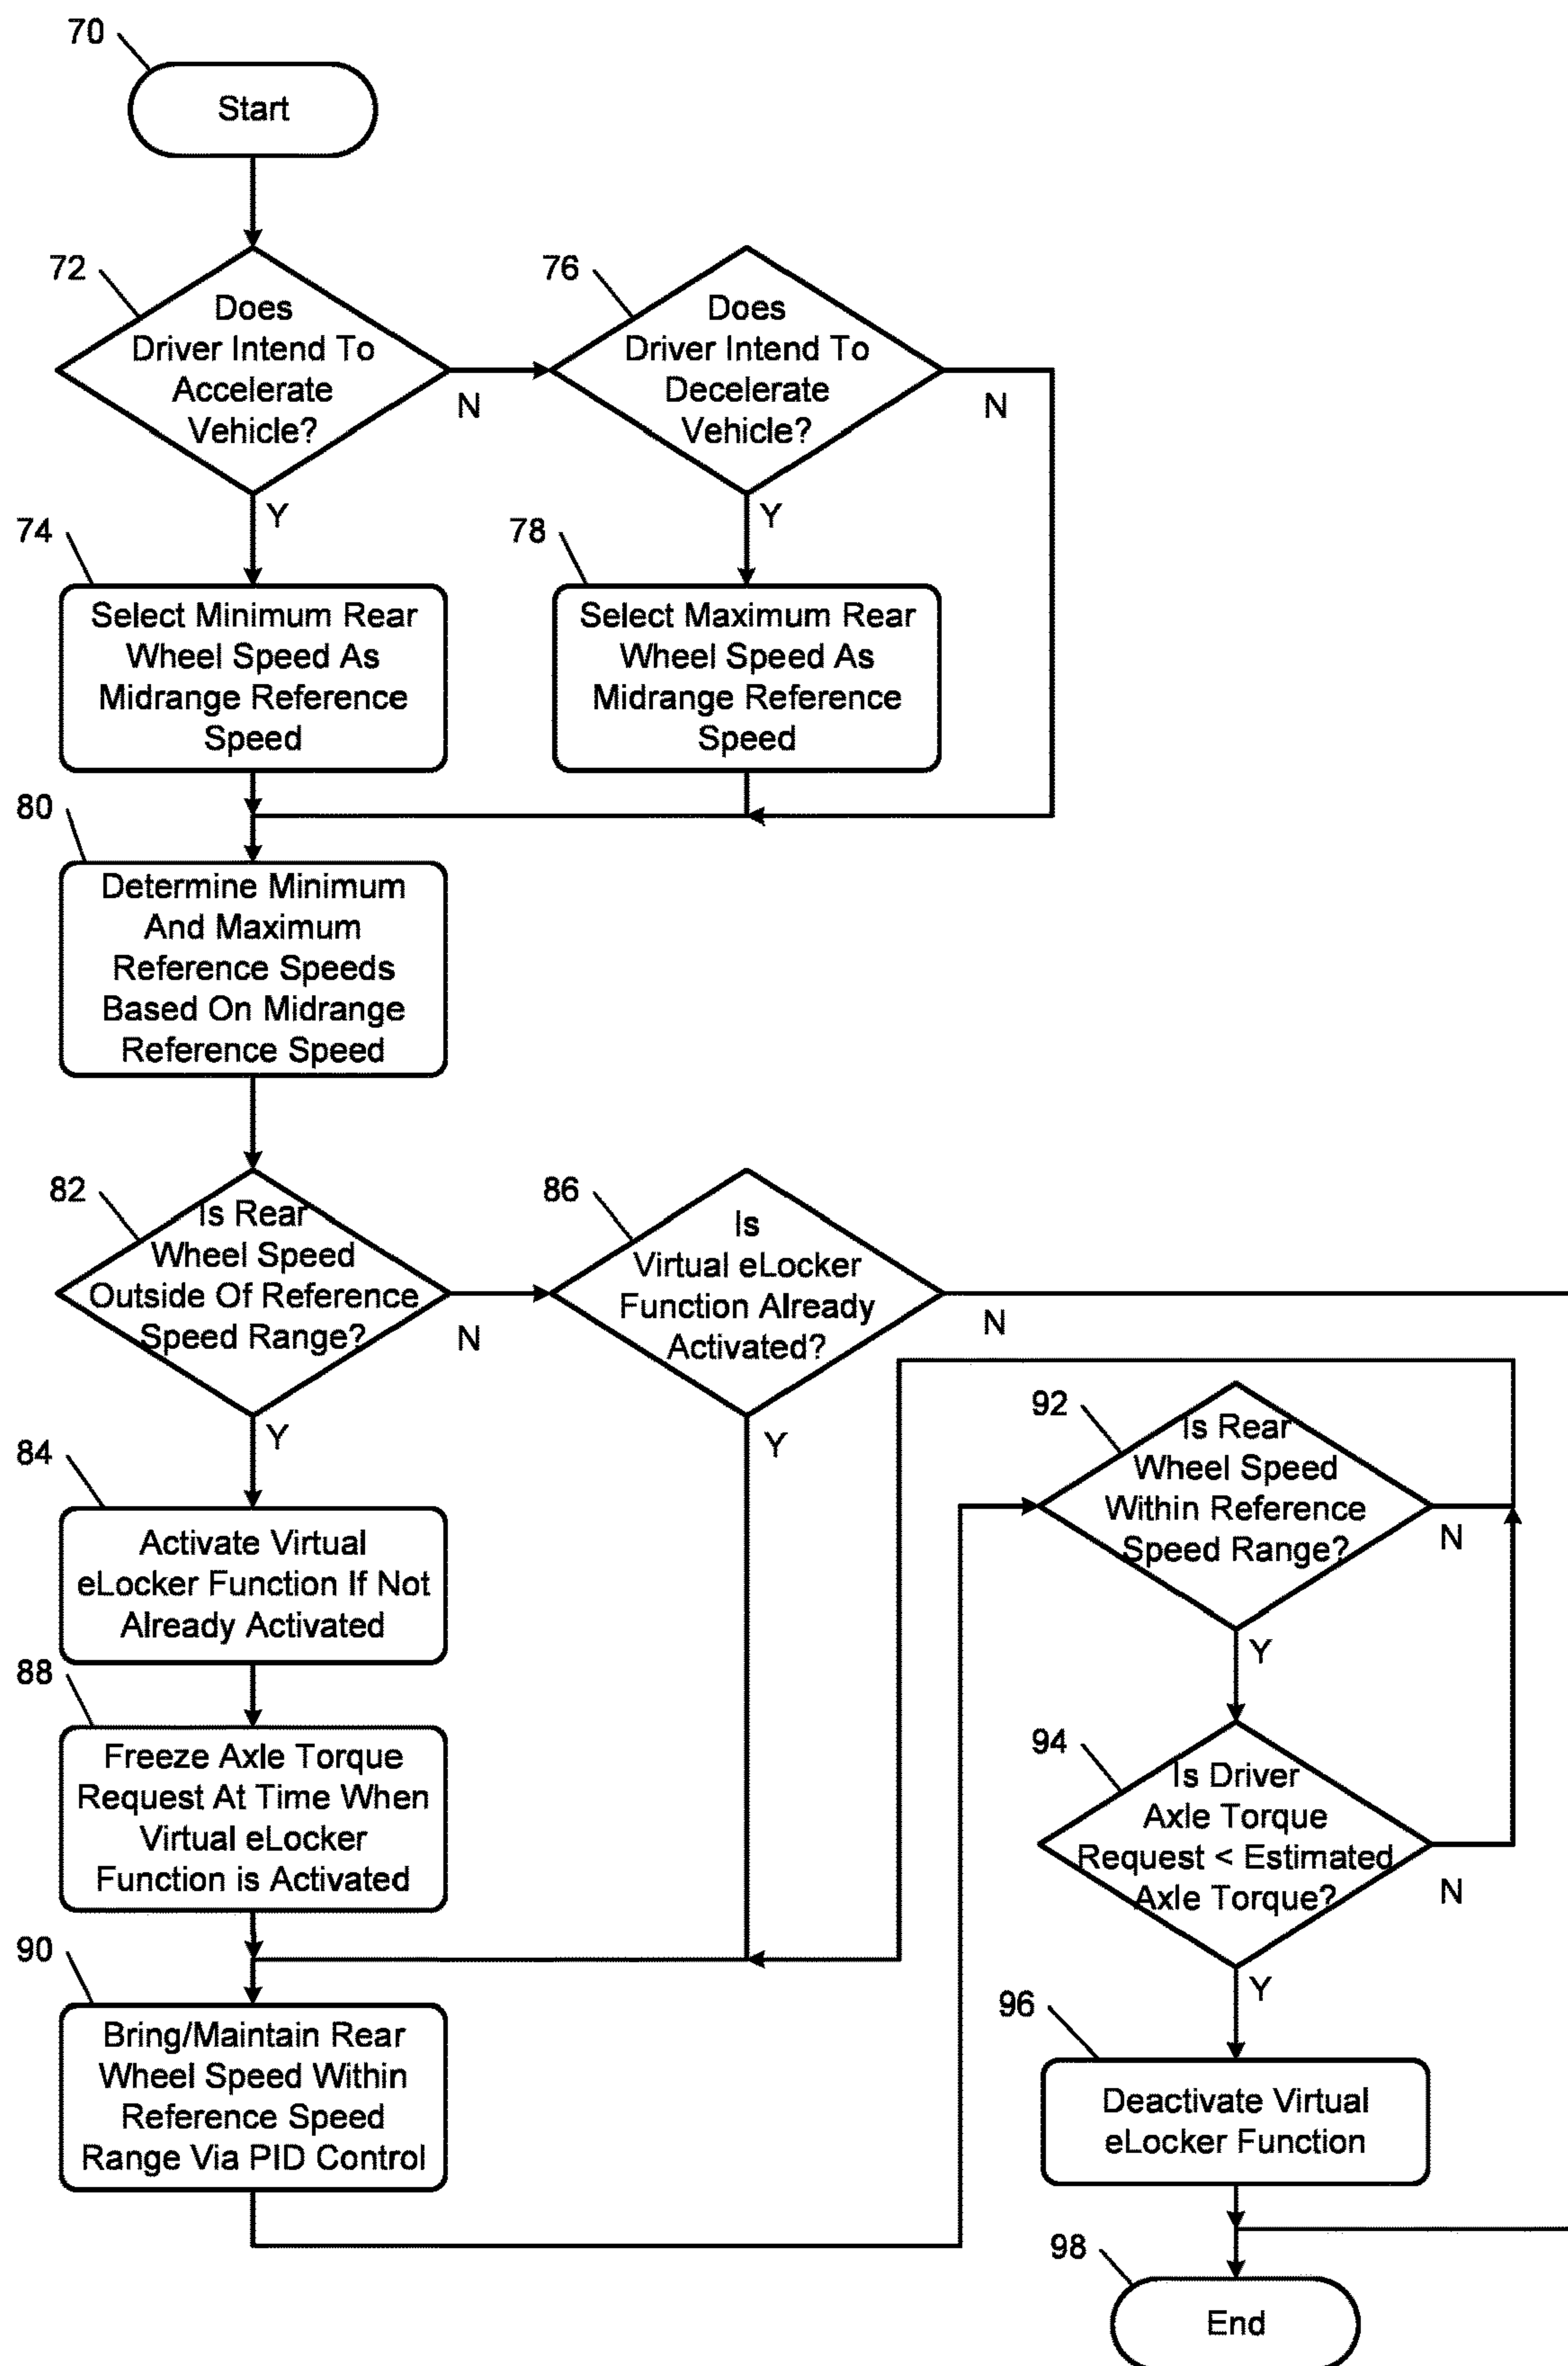 70
Start
72
Does
Driver Intend To
Accelerate
Vehicle?
N
Y
76
Does
Driver Intend To
Decelerate
Vehicle?
N
Y
74
Select Minimum Rear
Wheel Speed As
Midrange Reference
Speed
78
Select Maximum Rear
Wheel Speed As
Midrange Reference
Speed
80
Determine Minimum
And Maximum
Reference Speeds
Based On Midrange
Reference Speed
82
Is Rear
Wheel Speed
Outside Of Reference
Speed Range?
N
Y
86
Is
Virtual eLocker
Function Already
Activated?
N
Y
84
Activate Virtual
eLocker Function If Not
Already Activated
88
Freeze Axle Torque
Request At Time When
Virtual eLocker
Function is Activated
90
Bring/Maintain Rear
Wheel Speed Within
Reference Speed
Range Via PID Control
92
Is Rear
Wheel Speed
Within Reference
Speed Range?
N
Y
94
Is Driver
Axle Torque
Request < Estimated
Axle Torque?
N
Y
96
Deactivate Virtual
eLocker Function
98
End